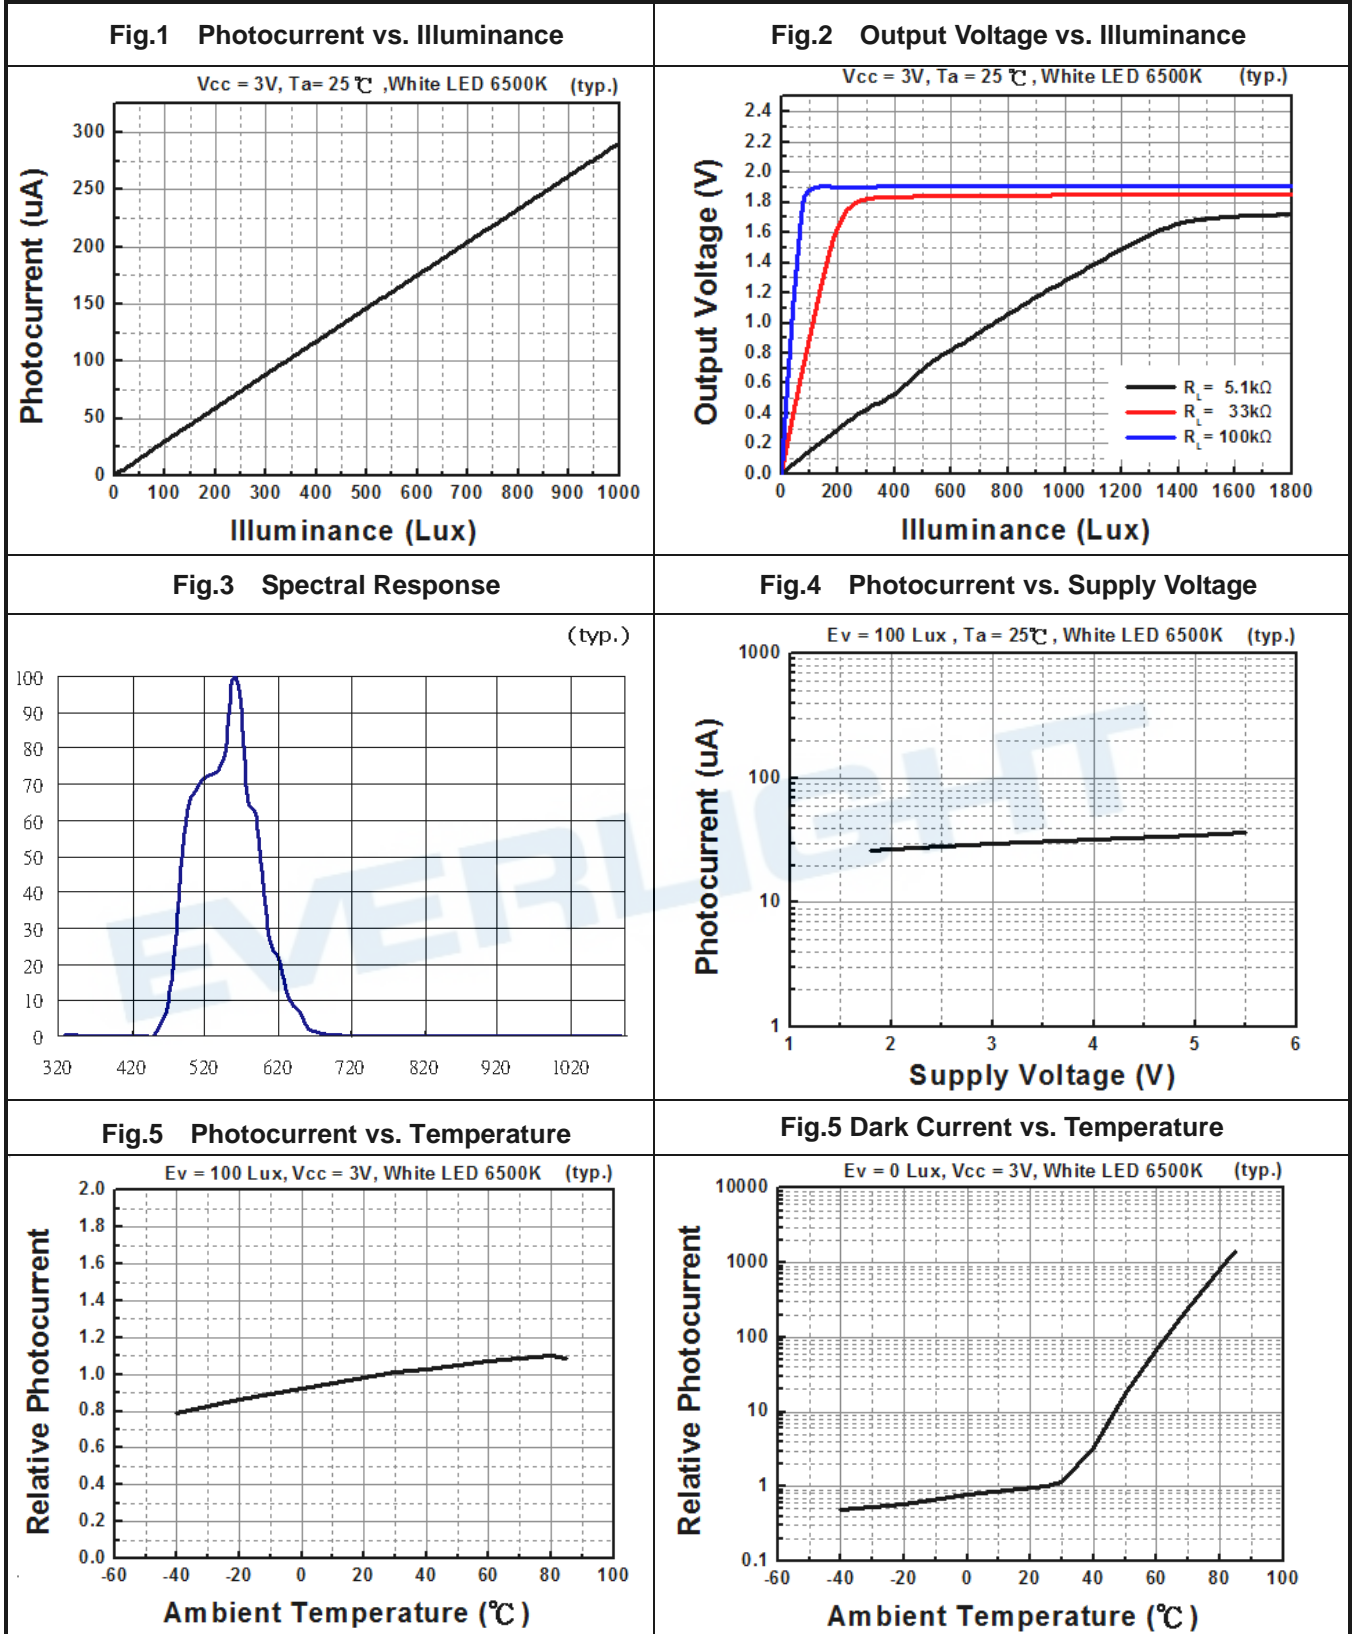 Fig.1 Photocurrent vs. Illuminance
Vcc = 3V, Ta= 25 ℃ ,White LED 6500K (typ.)
Photocurrent (uA)
300
250
200
150
100
50
0
0 100 200 300 400 500 600 700 800 900 1000
Illuminance (Lux)
Fig.2 Output Voltage vs. Illuminance
Vcc = 3V, Ta = 25 ℃ , White LED 6500K (typ.)
Output Voltage (V)
2.4
2.2
2.0
1.8
1.6
1.4
1.2
1.0
0.8
0.6
0.4
0.2
0.0
R_L = 5.1kΩ
R_L = 33kΩ
R_L = 100kΩ
0 200 400 600 800 1000 1200 1400 1600 1800
Illuminance (Lux)
Fig.3 Spectral Response
(typ.)
100
90
80
70
60
50
40
30
20
10
0
320 420 520 620 720 820 920 1020
Fig.4 Photocurrent vs. Supply Voltage
Ev = 100 Lux , Ta = 25℃ , White LED 6500K (typ.)
Photocurrent (uA)
1000
100
10
1
1 2 3 4 5 6
Supply Voltage (V)
EVERLIGHT
Fig.5 Photocurrent vs. Temperature
Ev = 100 Lux, Vcc = 3V, White LED 6500K (typ.)
Relative Photocurrent
2.0
1.8
1.6
1.4
1.2
1.0
0.8
0.6
0.4
0.2
0.0
-60 -40 -20 0 20 40 60 80 100
Ambient Temperature (℃)
Fig.5 Dark Current vs. Temperature
Ev = 0 Lux, Vcc = 3V, White LED 6500K (typ.)
Relative Photocurrent
10000
1000
100
10
1
0.1
-60 -40 -20 0 20 40 60 80 100
Ambient Temperature (℃)